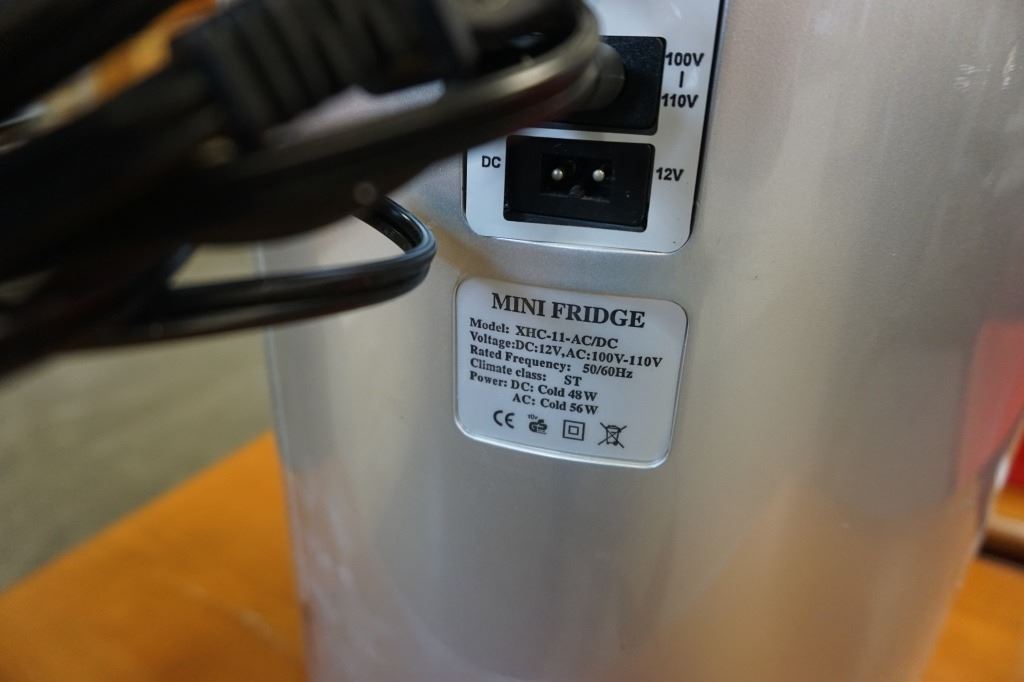 100V
110V
DC
12V
MINI FRIDGE
Model: XHC-11-AC/DC
Voltage:DC:12V,AC:100V-110V
Rated Frequency: 50/60Hz
Climate class: ST
Power: DC: Cold 48W
AC: Cold 56W
CE